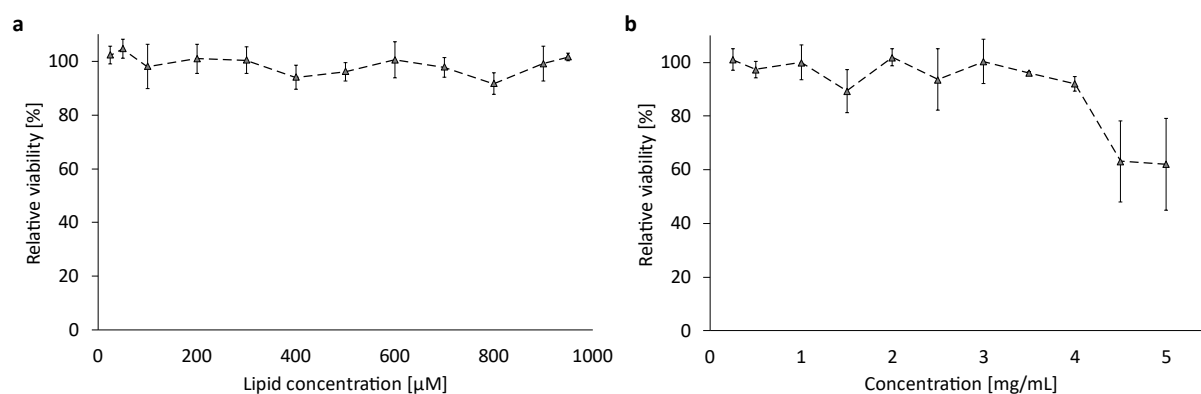 a
Relative viability [%]
100
80
60
40
20
0
0 200 400 600 800 1000
Lipid concentration [µM]
b
Relative viability [%]
100
80
60
40
20
0
0 1 2 3 4 5
Concentration [mg/mL]